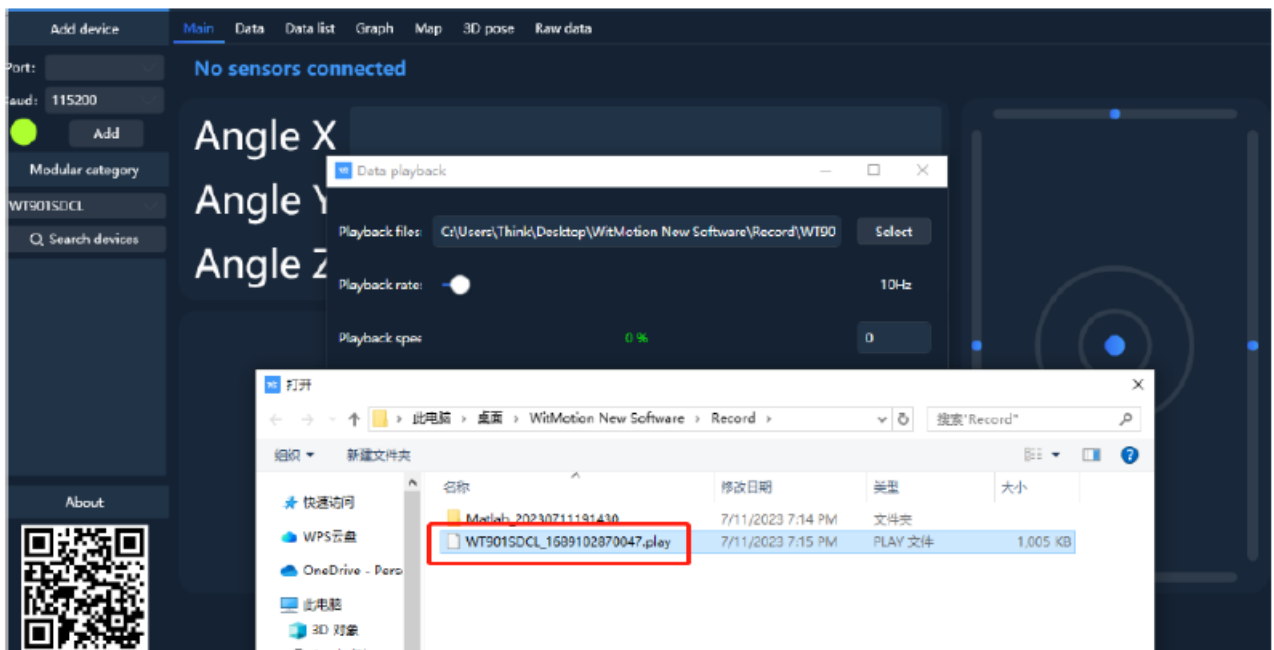 Add device
Main Data Data list Graph Map 3D pose Raw data
Port:
No sensors connected
aud: 115200
Add
Angle X
Modular category
Data playback
WT901SDCL
Angle Y
Playback files: C:\Users\Think\Desktop\WitMotion New Software\Record\WT90 Select
Search devices
Angle Z
Playback rate: 10Hz
Playback spee 0 % 0
打开
此电脑 > 桌面 > WitMotion New Software > Record >
搜索"Record"
组织 新建文件夹
名称 修改日期 类型 大小
About
快速访问
Matlab_20230711191430 7/11/2023 7:14 PM 文件夹
WT901SDCL_1689102870047.play 7/11/2023 7:15 PM PLAY 文件 1,005 KB
WPS云盘
OneDrive - Pers
此电脑
3D 对象